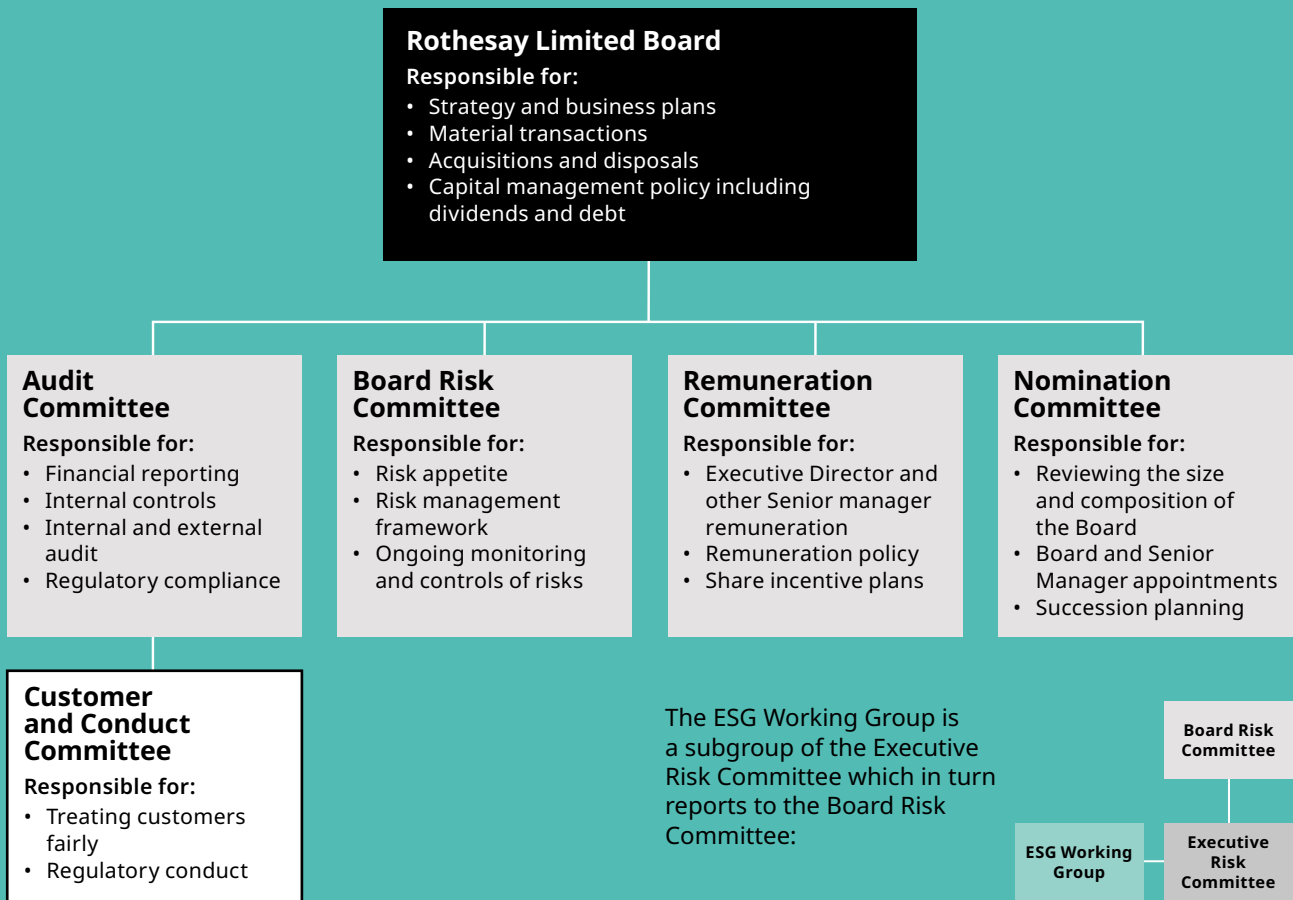 Rothesay Limited Board
Responsible for:
• Strategy and business plans
• Material transactions
• Acquisitions and disposals
• Capital management policy including
dividends and debt
Audit
Committee
Responsible for:
• Financial reporting
• Internal controls
• Internal and external
audit
• Regulatory compliance
Board Risk
Committee
Responsible for:
• Risk appetite
• Risk management
framework
• Ongoing monitoring
and controls of risks
Remuneration
Committee
Responsible for:
• Executive Director and
other Senior manager
remuneration
• Remuneration policy
• Share incentive plans
Nomination
Committee
Responsible for:
• Reviewing the size
and composition of
the Board
• Board and Senior
Manager appointments
• Succession planning
Customer
and Conduct
Committee
Responsible for:
• Treating customers
fairly
• Regulatory conduct
The ESG Working Group is
a subgroup of the Executive
Risk Committee which in turn
reports to the Board Risk
Committee:
Board Risk
Committee
ESG Working
Group
Executive
Risk
Committee